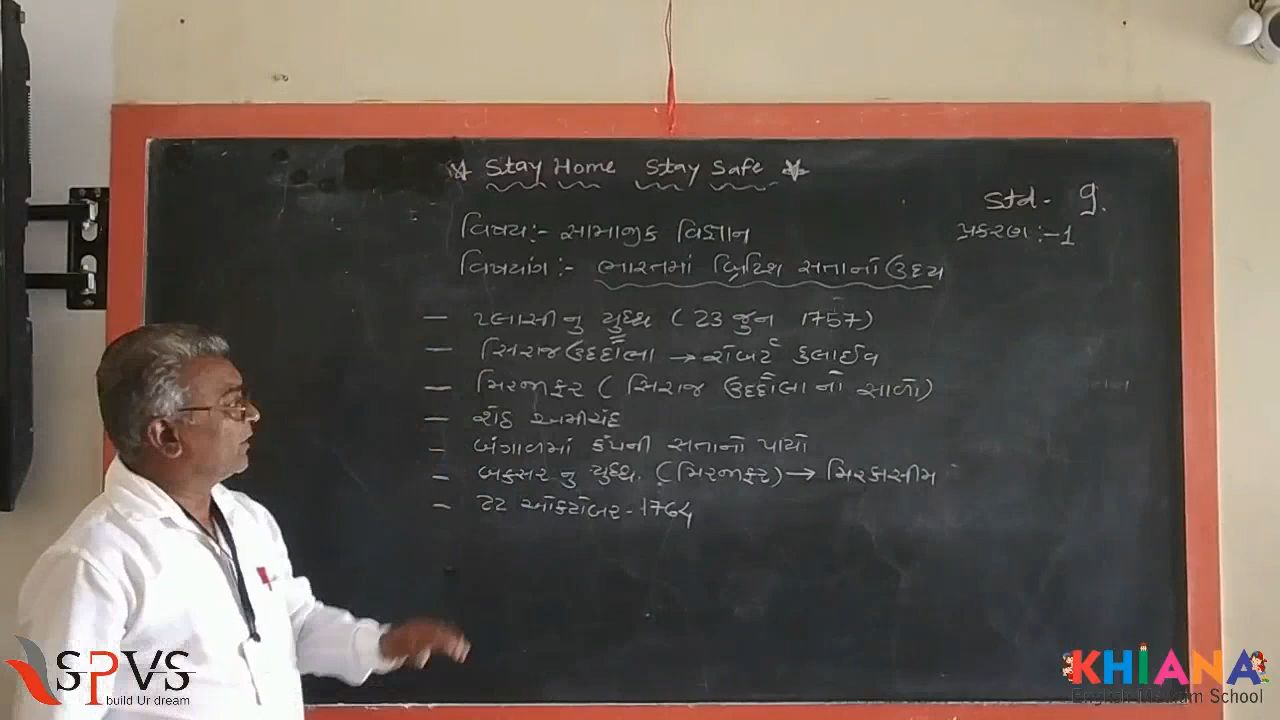 Stay Home Stay Safe
Std- 9.
વિષય:- સામાજીક વિજ્ઞાન
પ્રકરણ:-1
વિષયાંગ:- ભારતમાં બ્રિટિશ સત્તાનો ઉદય
– પ્લાસીનુ યુધ્ધ (23 જુન 1757)
– સિરાજ ઉદદૌલા → રોબર્ટ કલાઈવ
– મિરજાફર (સિરાજ ઉદદૌલાનો સાળો)
– શેઠ અમીચંદ
– બંગાળમાં કંપની સતાનો પાયો
– બક્સર નુ યુધ્ધ. (મિરજાફર) → મિરકાસીમ
– 22 ઓક્ટોબર - 1764
SPVS
build Ur dream
KHIANA
English Medium School